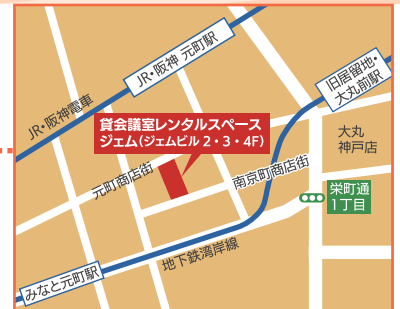 JR・阪神 元町駅
旧居留地・
大丸前駅
JR・阪神電車
貸会議室レンタルスペース
ジェム(ジェムビル 2・3・4F)
大丸
神戸店
元町商店街
南京町商店街
栄町通
1丁目
地下鉄湾岸線
みなと元町駅